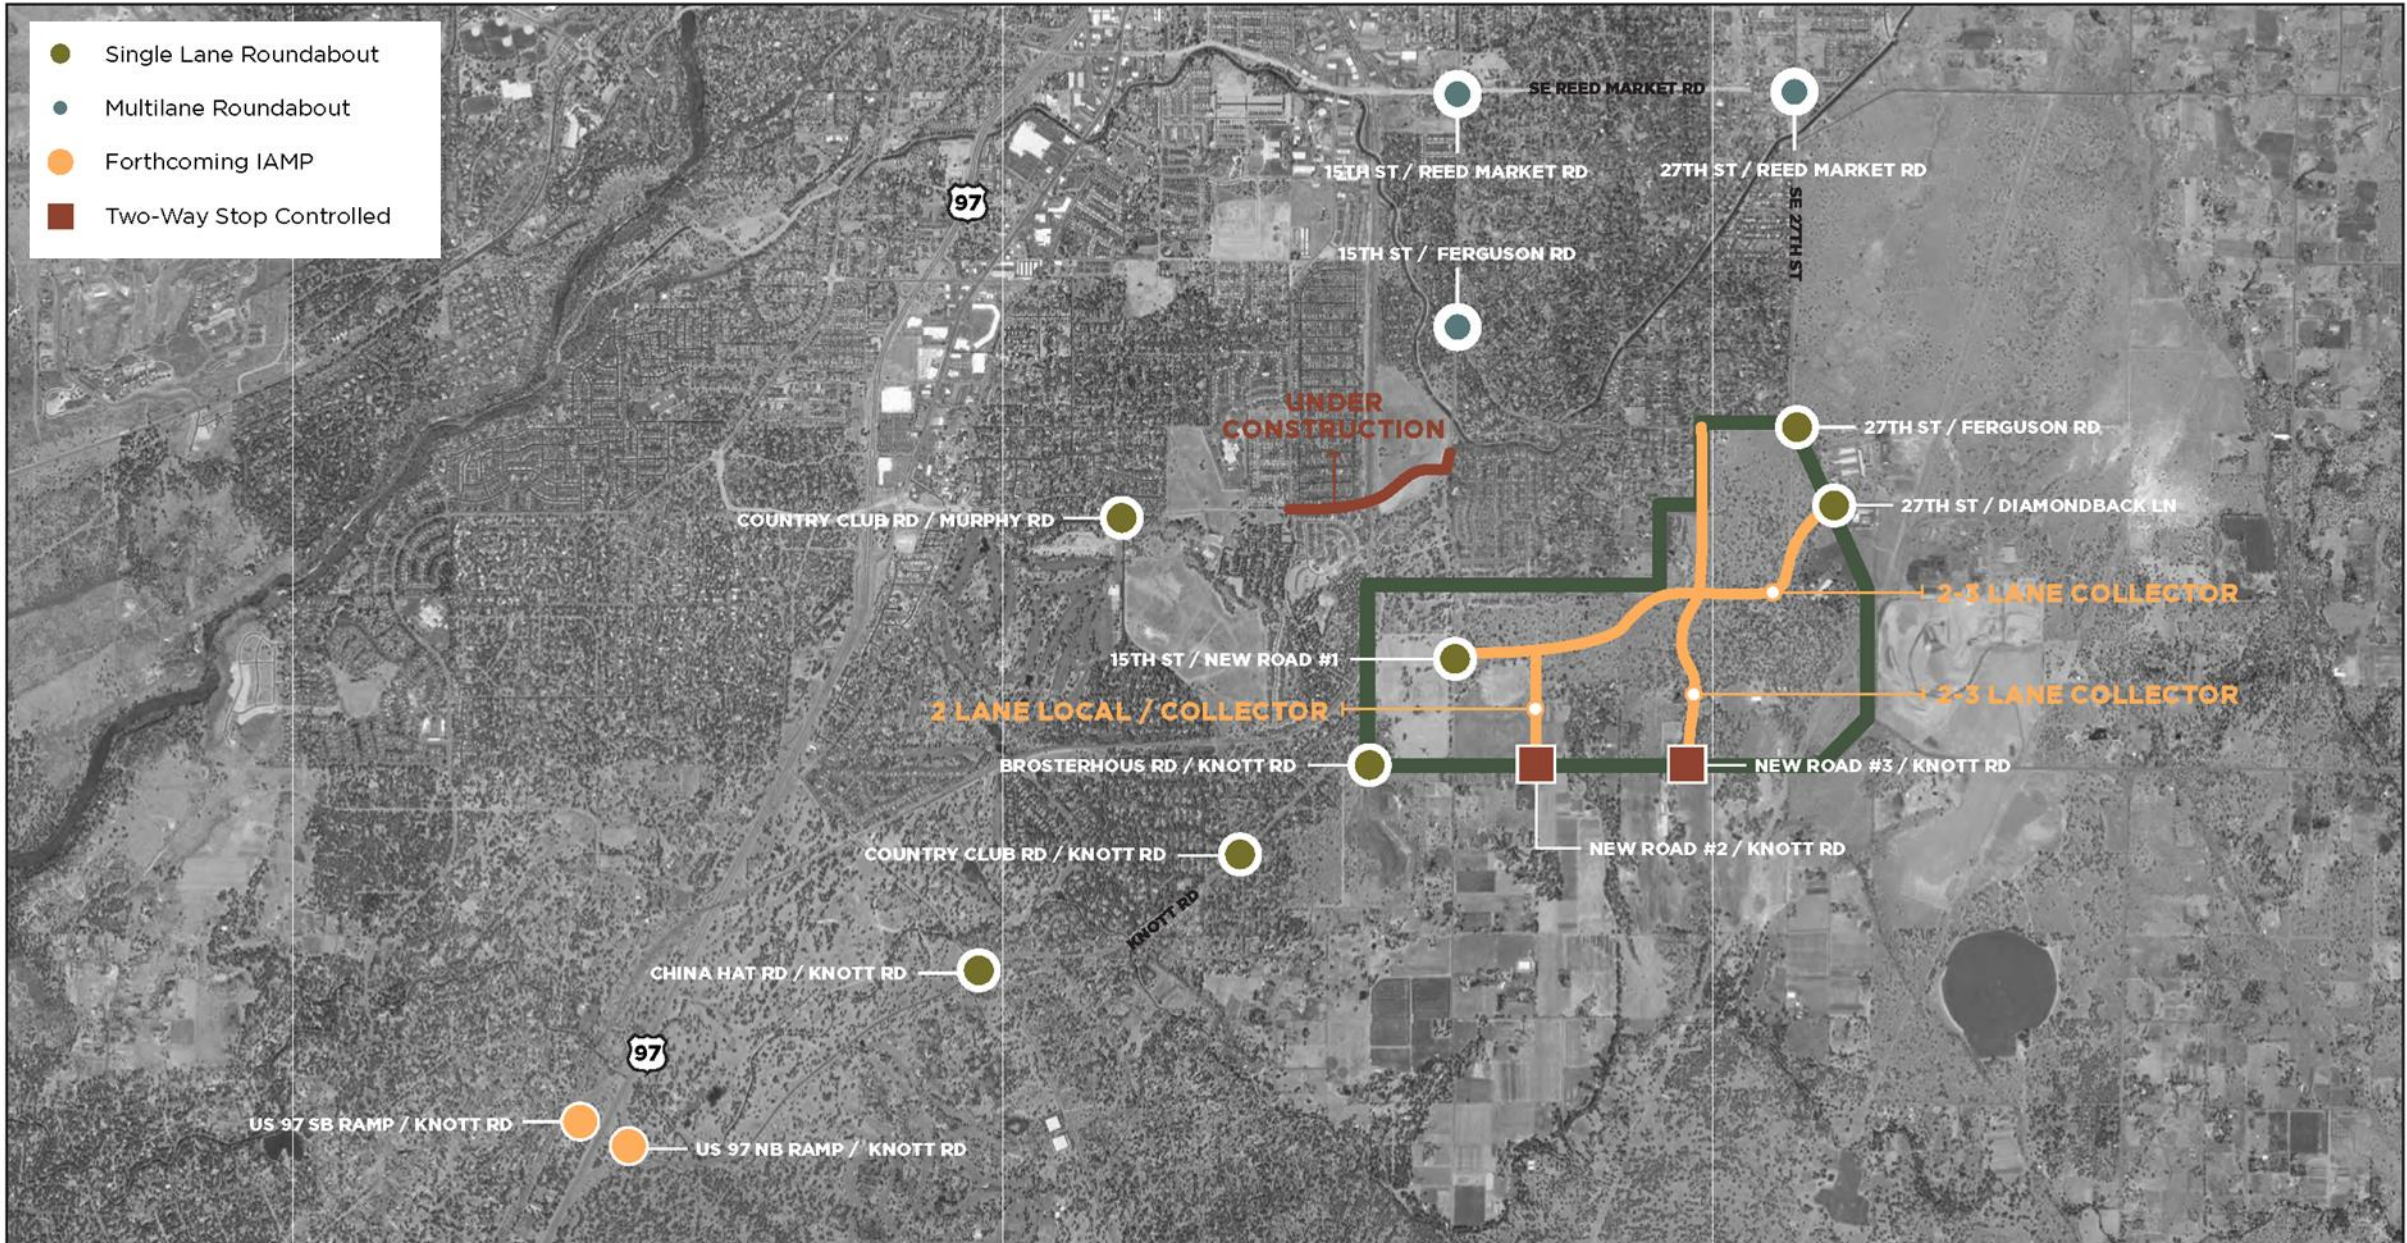 Single Lane Roundabout
Multilane Roundabout
Forthcoming IAMP
Two-Way Stop Controlled
SE REED MARKET RD
15TH ST / REED MARKET RD
27TH ST / REED MARKET RD
97
SE 27TH ST
15TH ST / FERGUSON RD
UNDER
CONSTRUCTION
27TH ST / FERGUSON RD
27TH ST / DIAMONDBACK LN
COUNTRY CLUB RD / MURPHY RD
2-3 LANE COLLECTOR
15TH ST / NEW ROAD #1
2-3 LANE COLLECTOR
2 LANE LOCAL / COLLECTOR
BROSTERHOUS RD / KNOTT RD
NEW ROAD #3 / KNOTT RD
NEW ROAD #2 / KNOTT RD
COUNTRY CLUB RD / KNOTT RD
KNOTT RD
CHINA HAT RD / KNOTT RD
97
US 97 SB RAMP / KNOTT RD
US 97 NB RAMP / KNOTT RD